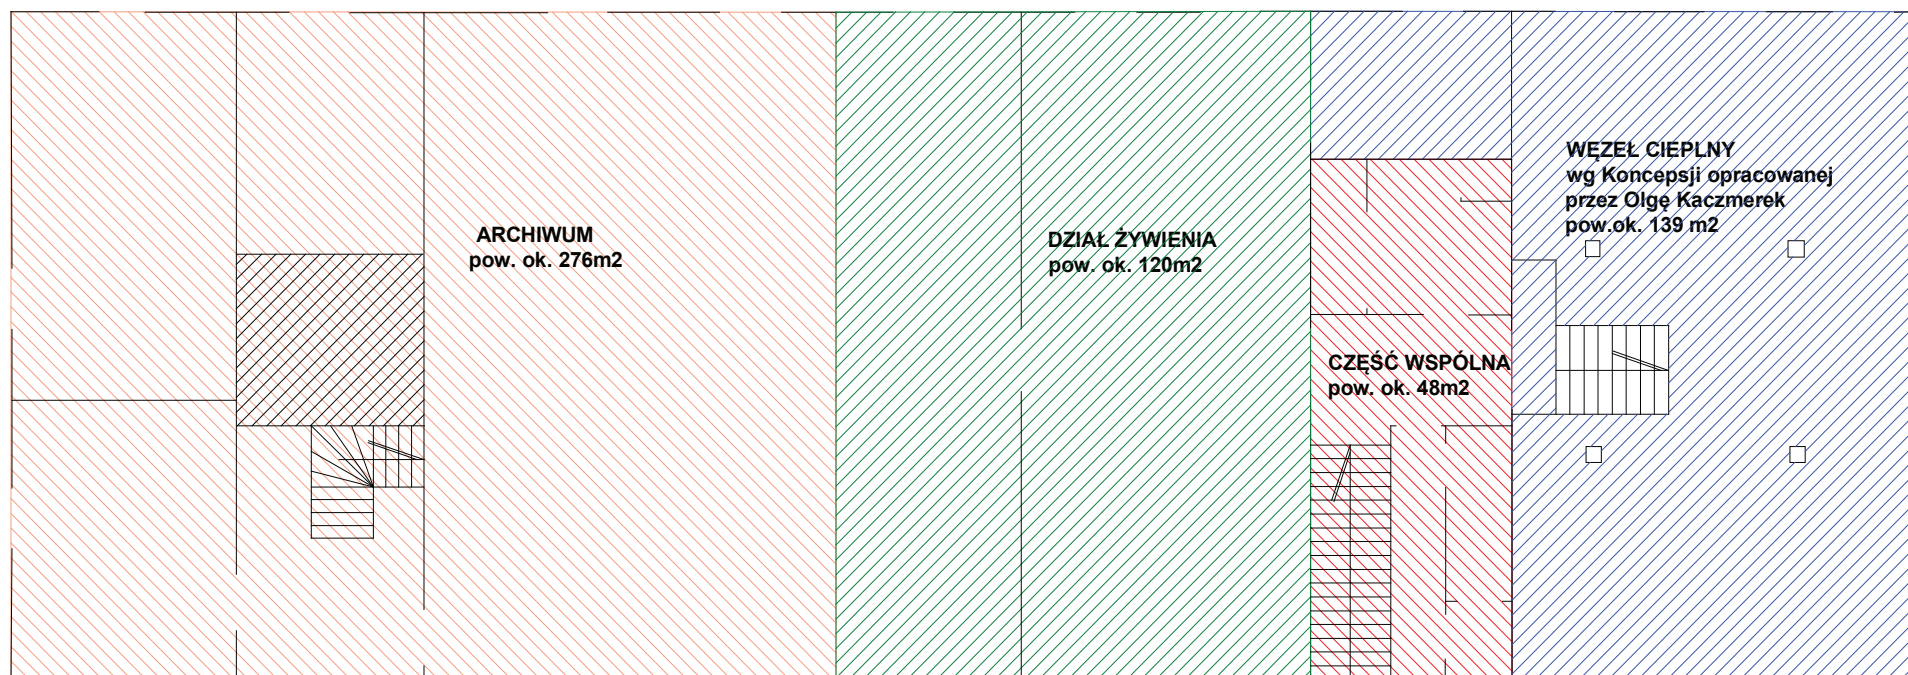 ARCHIWUM
pow. ok. 276m2
DZIAŁ ŻYWIENIA
pow. ok. 120m2
CZĘŚĆ WSPÓLNA
pow. ok. 48m2
WĘZEŁ CIEPLNY
wg Koncepsji opracowanej
przez Olgę Kaczmerek
pow.ok. 139 m2